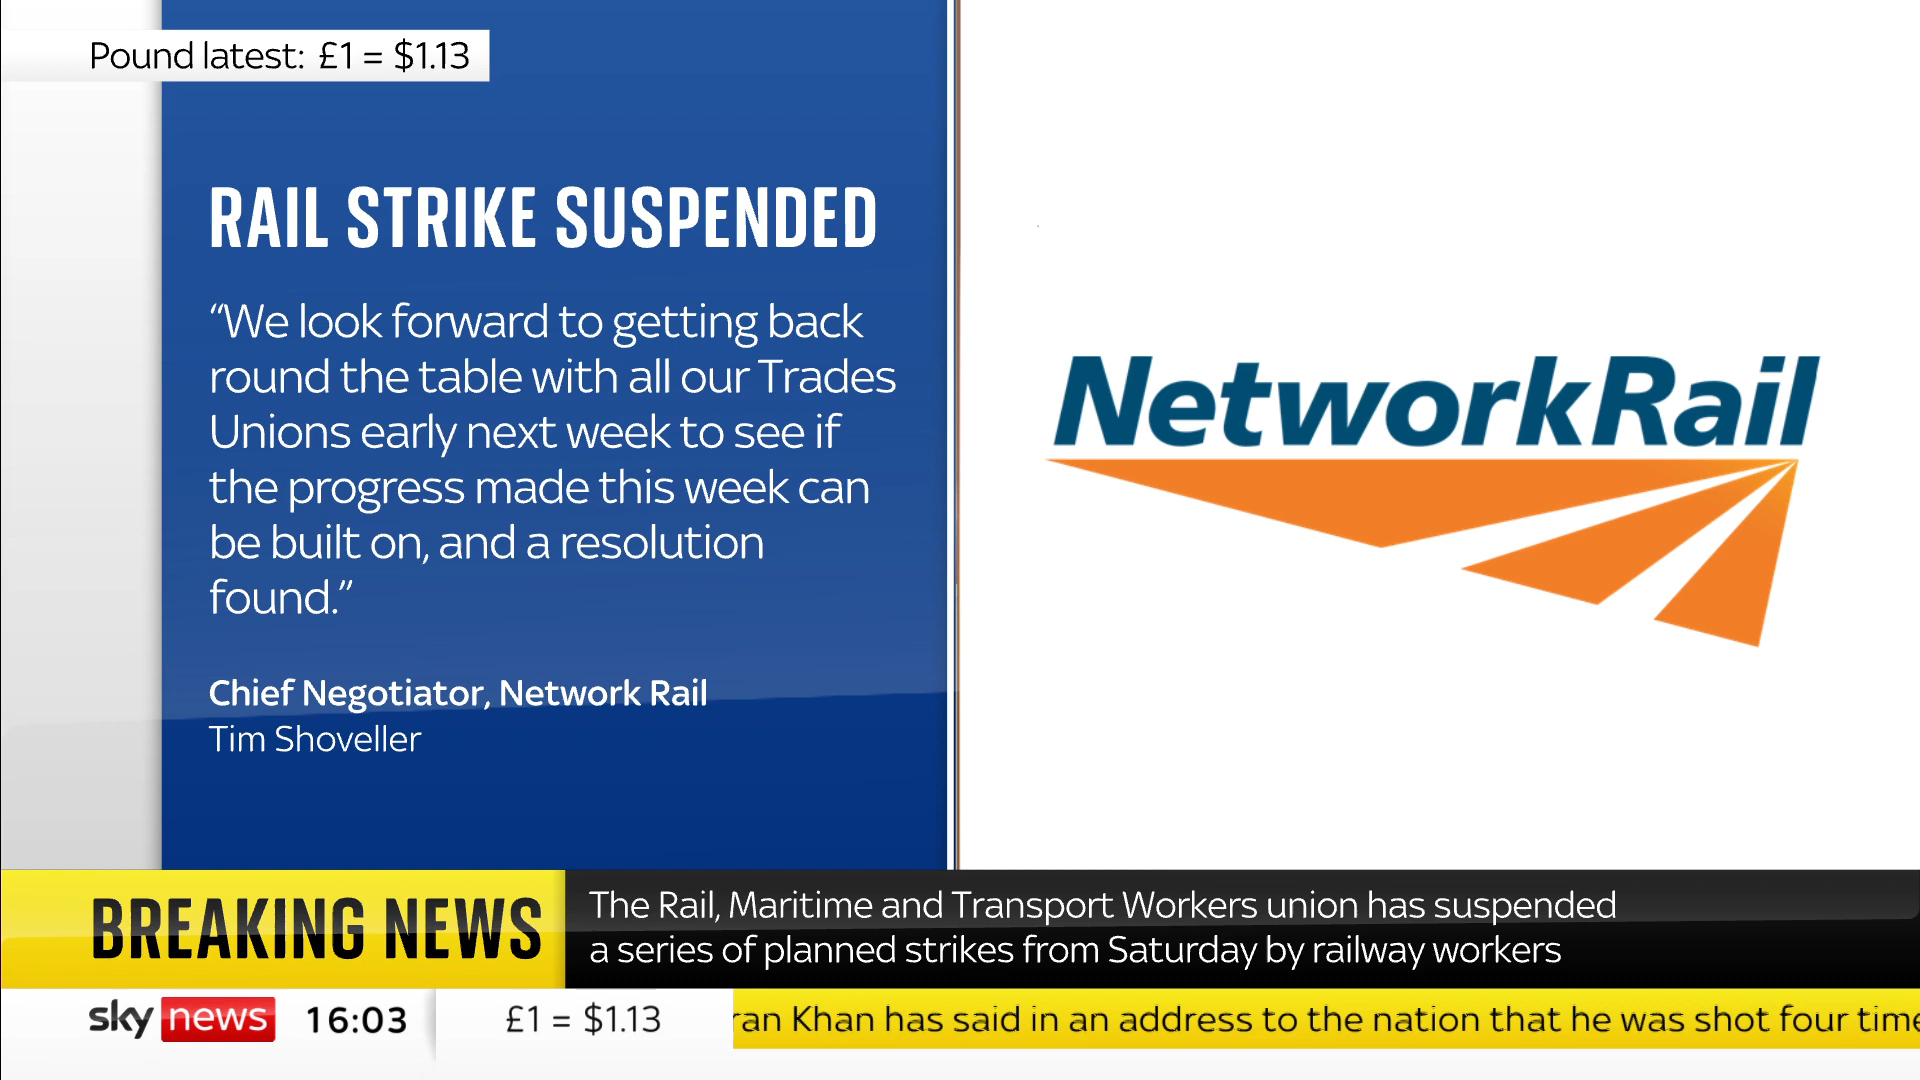 Pound latest: £1 = $1.13
RAIL STRIKE SUSPENDED
“We look forward to getting back
round the table with all our Trades
Unions early next week to see if
the progress made this week can
be built on, and a resolution
found.”
Chief Negotiator, Network Rail
Tim Shoveller
NetworkRail
BREAKING NEWS
The Rail, Maritime and Transport Workers union has suspended
a series of planned strikes from Saturday by railway workers
sky news 16:03 £1 = $1.13 Khan has said in an address to the nation that he was shot four